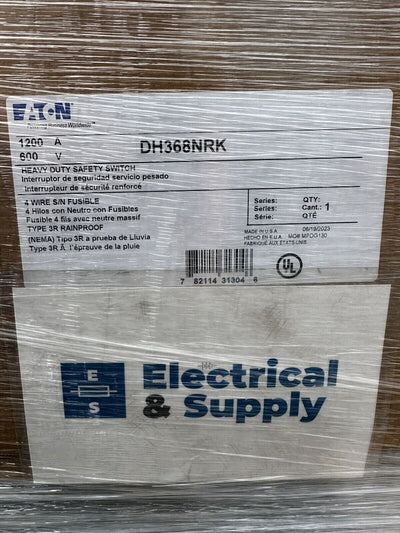 EATON
Powering Business Worldwide™
1200 A
600 V
DH368NRK
HEAVY DUTY SAFETY SWITCH
Interruptor de seguridad servicio pesado
Interrupteur de sécurité renforcé
4 WIRE S/N FUSIBLE
4 Hilos con Neutro con Fusibles
Fusible 4 fils avec neutre massif
TYPE 3R RAINPROOF
(NEMA) Tipo 3R a prueba de Lluvia
Type 3R À l'épreuve de la pluie
Series: QTY:
Series: Cant.: 1
Série: QTÉ
MADE IN U.S.A. 06/19/2023
HECHO EN E.U.A.
FABRIQUÉ AUX ÉTATS UNIS
7 82114 31304 6
UL
E
S
Electrical
& Supply